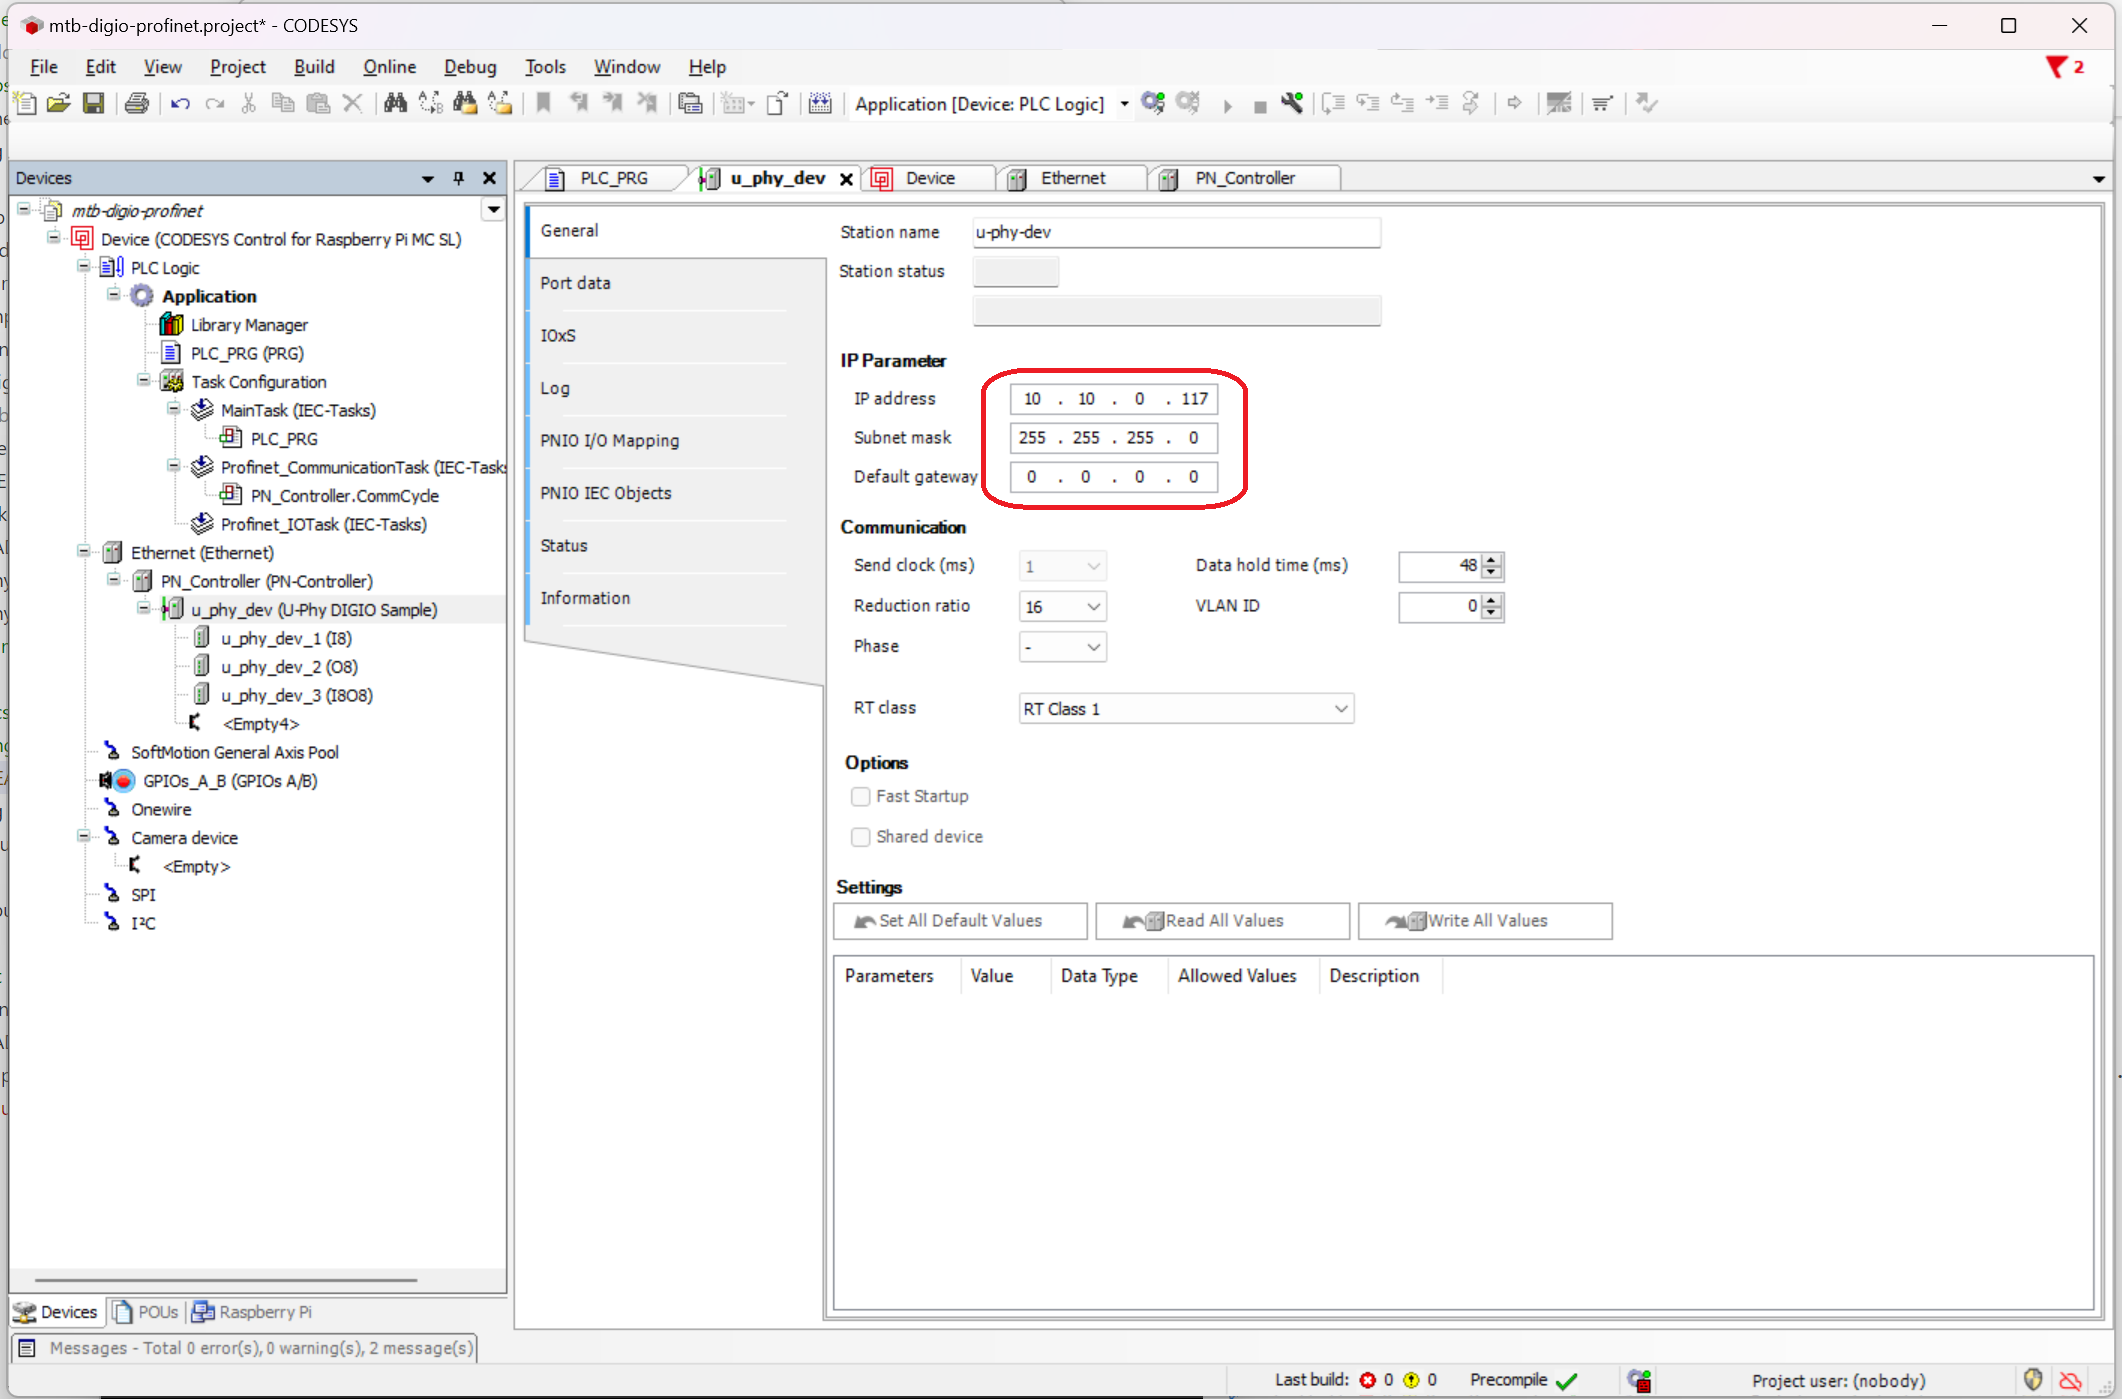 mtb-digio-profinet.project* - CODESYS
File Edit View Project Build Online Debug Tools Window Help
2
Application [Device: PLC Logic]
Devices
PLC_PRG u_phy_dev Device Ethernet PN_Controller
mtb-digio-profinet
Device (CODESYS Control for Raspberry Pi MC SL)
PLC Logic
Application
Library Manager
PLC_PRG (PRG)
Task Configuration
MainTask (IEC-Tasks)
PLC_PRG
Profinet_CommunicationTask (IEC-Tasks
PN_Controller.CommCycle
Profinet_IOTask (IEC-Tasks)
Ethernet (Ethernet)
PN_Controller (PN-Controller)
u_phy_dev (U-Phy DIGIO Sample)
u_phy_dev_1 (I8)
u_phy_dev_2 (O8)
u_phy_dev_3 (I8O8)
<Empty4>
SoftMotion General Axis Pool
GPIOs_A_B (GPIOs A/B)
Onewire
Camera device
<Empty>
SPI
I²C
Devices POUs Raspberry Pi
General
Port data
IOxS
Log
PNIO I/O Mapping
PNIO IEC Objects
Status
Information
Station name u-phy-dev
Station status
IP Parameter
IP address 10 . 10 . 0 . 117
Subnet mask 255 . 255 . 255 . 0
Default gateway 0 . 0 . 0 . 0
Communication
Send clock (ms) 1 Data hold time (ms) 48
Reduction ratio 16 VLAN ID 0
Phase -
RT class RT Class 1
Options
Fast Startup
Shared device
Settings
Set All Default Values Read All Values Write All Values
Parameters Value Data Type Allowed Values Description
Messages - Total 0 error(s), 0 warning(s), 2 message(s)
Last build: 0 0 Precompile Project user: (nobody)